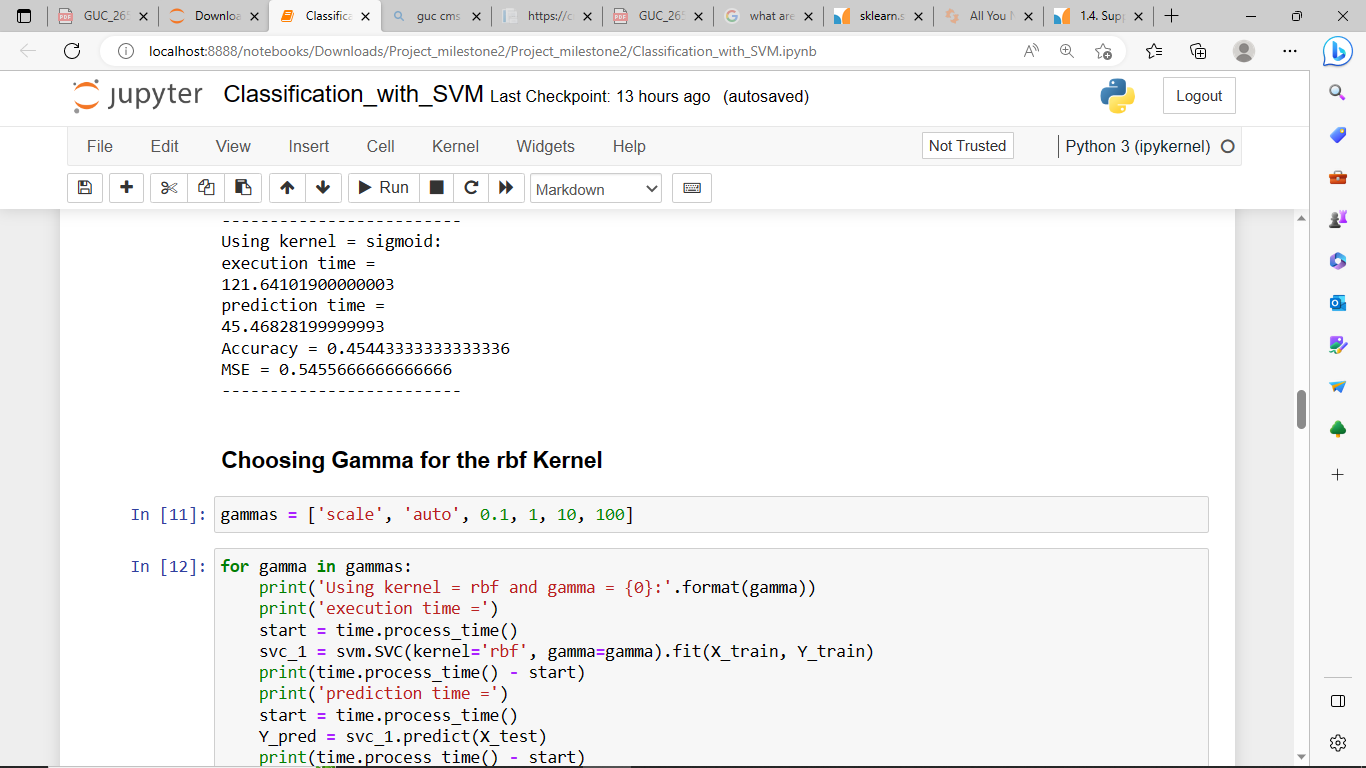 GUC_265
Downloa
Classifica
guc cms
https://c
GUC_265
what are
sklearn.s
All You N
1.4. Supp
localhost:8888/notebooks/Downloads/Project_milestone2/Project_milestone2/Classification_with_SVM.ipynb
jupyter Classification_with_SVM Last Checkpoint: 13 hours ago (autosaved)
Logout
File Edit View Insert Cell Kernel Widgets Help
Not Trusted
Python 3 (ipykernel)
Run
Markdown
-------------------------
Using kernel = sigmoid:
execution time =
121.64101900000003
prediction time =
45.46828199999993
Accuracy = 0.45443333333333336
MSE = 0.5455666666666666
-------------------------
Choosing Gamma for the rbf Kernel
In [11]: gammas = ['scale', 'auto', 0.1, 1, 10, 100]
In [12]: for gamma in gammas:
print('Using kernel = rbf and gamma = {0}:'.format(gamma))
print('execution time =')
start = time.process_time()
svc_1 = svm.SVC(kernel='rbf', gamma=gamma).fit(X_train, Y_train)
print(time.process_time() - start)
print('prediction time =')
start = time.process_time()
Y_pred = svc_1.predict(X_test)
print(time.process_time() - start)